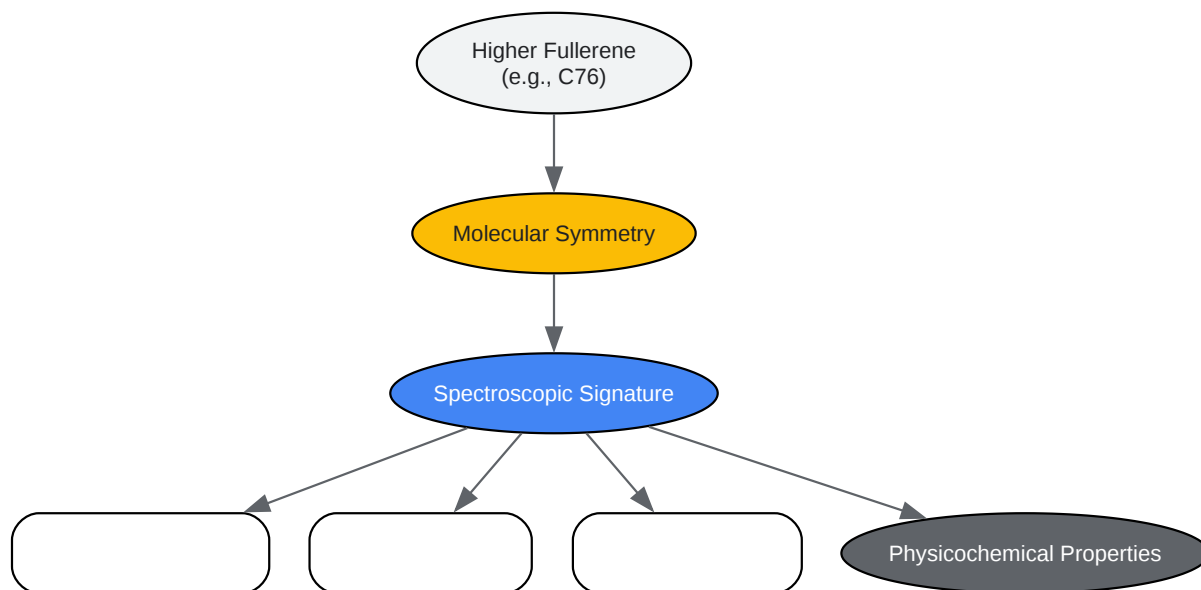 Higher Fullerene
(e.g., C76)
Molecular Symmetry
Spectroscopic Signature
Physicochemical Properties